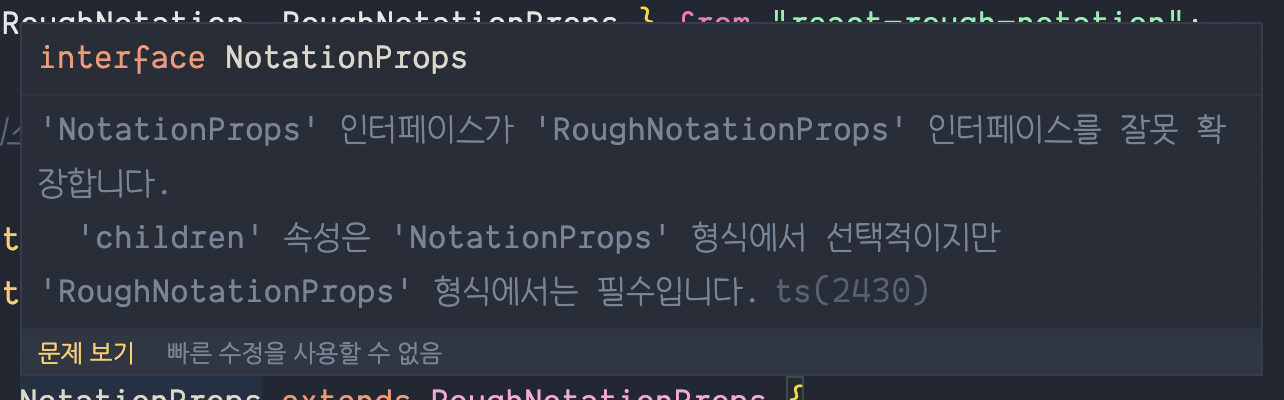 RoughNotation, RoughNotationProps } from "react-rough-notation";
interface NotationProps
'NotationProps' 인터페이스가 'RoughNotationProps' 인터페이스를 잘못 확
장합니다.
'children' 속성은 'NotationProps' 형식에서 선택적이지만
t
'RoughNotationProps' 형식에서는 필수입니다. ts(2430)
t
문제 보기 빠른 수정을 사용할 수 없음
NotationProps extends RoughNotationProps {